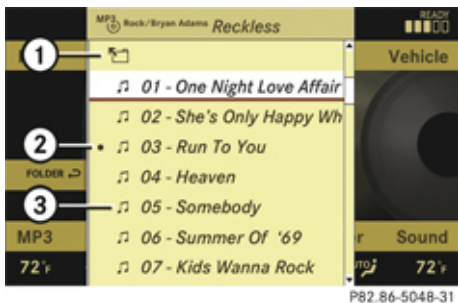 MP3 Rock/Bryan Adams Reckless
READY
1
Vehicle
01 - One Night Love Affair
02 - She's Only Happy Wh
2
03 - Run To You
FOLDER
04 - Heaven
3
05 - Somebody
MP3
06 - Summer Of '69
r
Sound
72°F
07 - Kids Wanna Rock
72°F
P82.86-5048-31